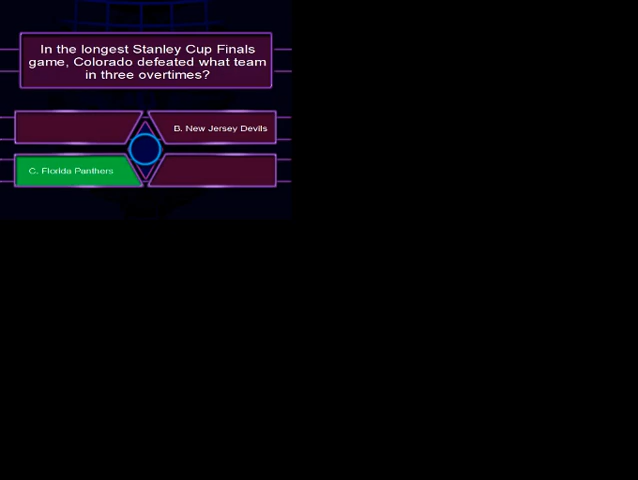 In the longest Stanley Cup Finals
game, Colorado defeated what team
in three overtimes?
B. New Jersey Devils
C. Florida Panthers